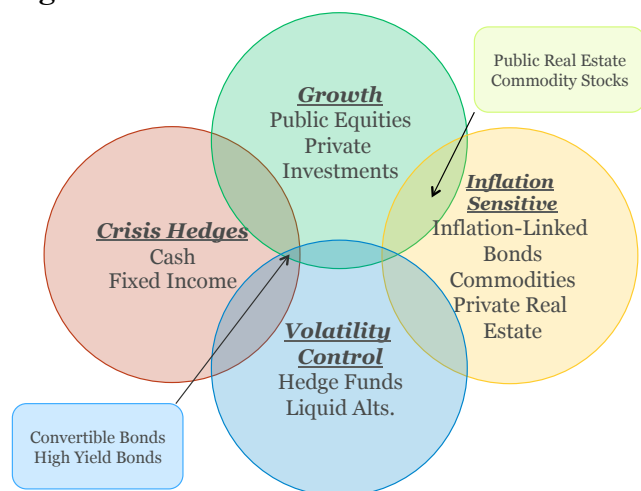 Public Real Estate
Commodity Stocks
Growth
Public Equities
Private
Investments
Inflation
Sensitive
Inflation-Linked
Bonds
Commodities
Private Real
Estate
Crisis Hedges
Cash
Fixed Income
Volatility
Control
Hedge Funds
Liquid Alts.
Convertible Bonds
High Yield Bonds